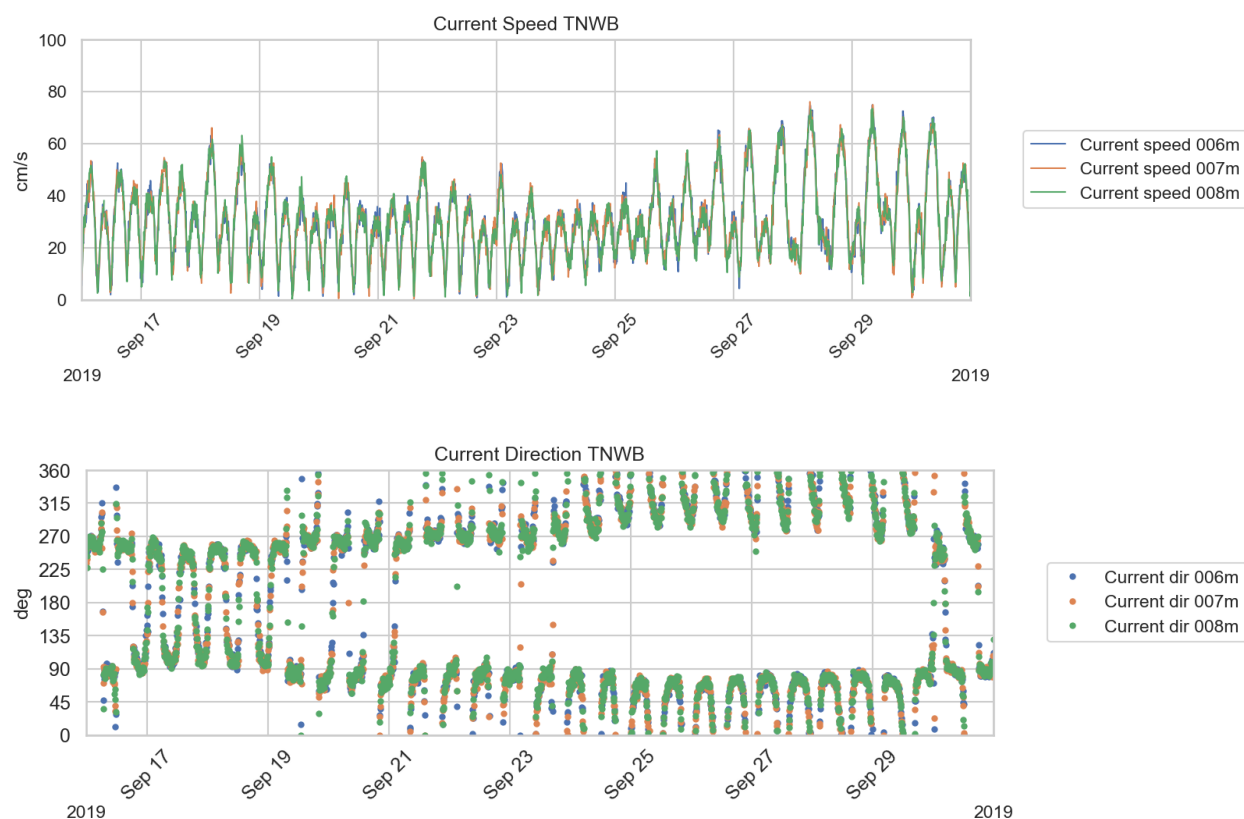 Current Speed TNWB
100
80
60
40
20
0
cm/s
Sep 17
Sep 19
Sep 21
Sep 23
Sep 25
Sep 27
Sep 29
2019
2019
Current speed 006m
Current speed 007m
Current speed 008m
Current Direction TNWB
360
315
270
225
180
135
90
45
0
deg
Sep 17
Sep 19
Sep 21
Sep 23
Sep 25
Sep 27
Sep 29
2019
2019
Current dir 006m
Current dir 007m
Current dir 008m